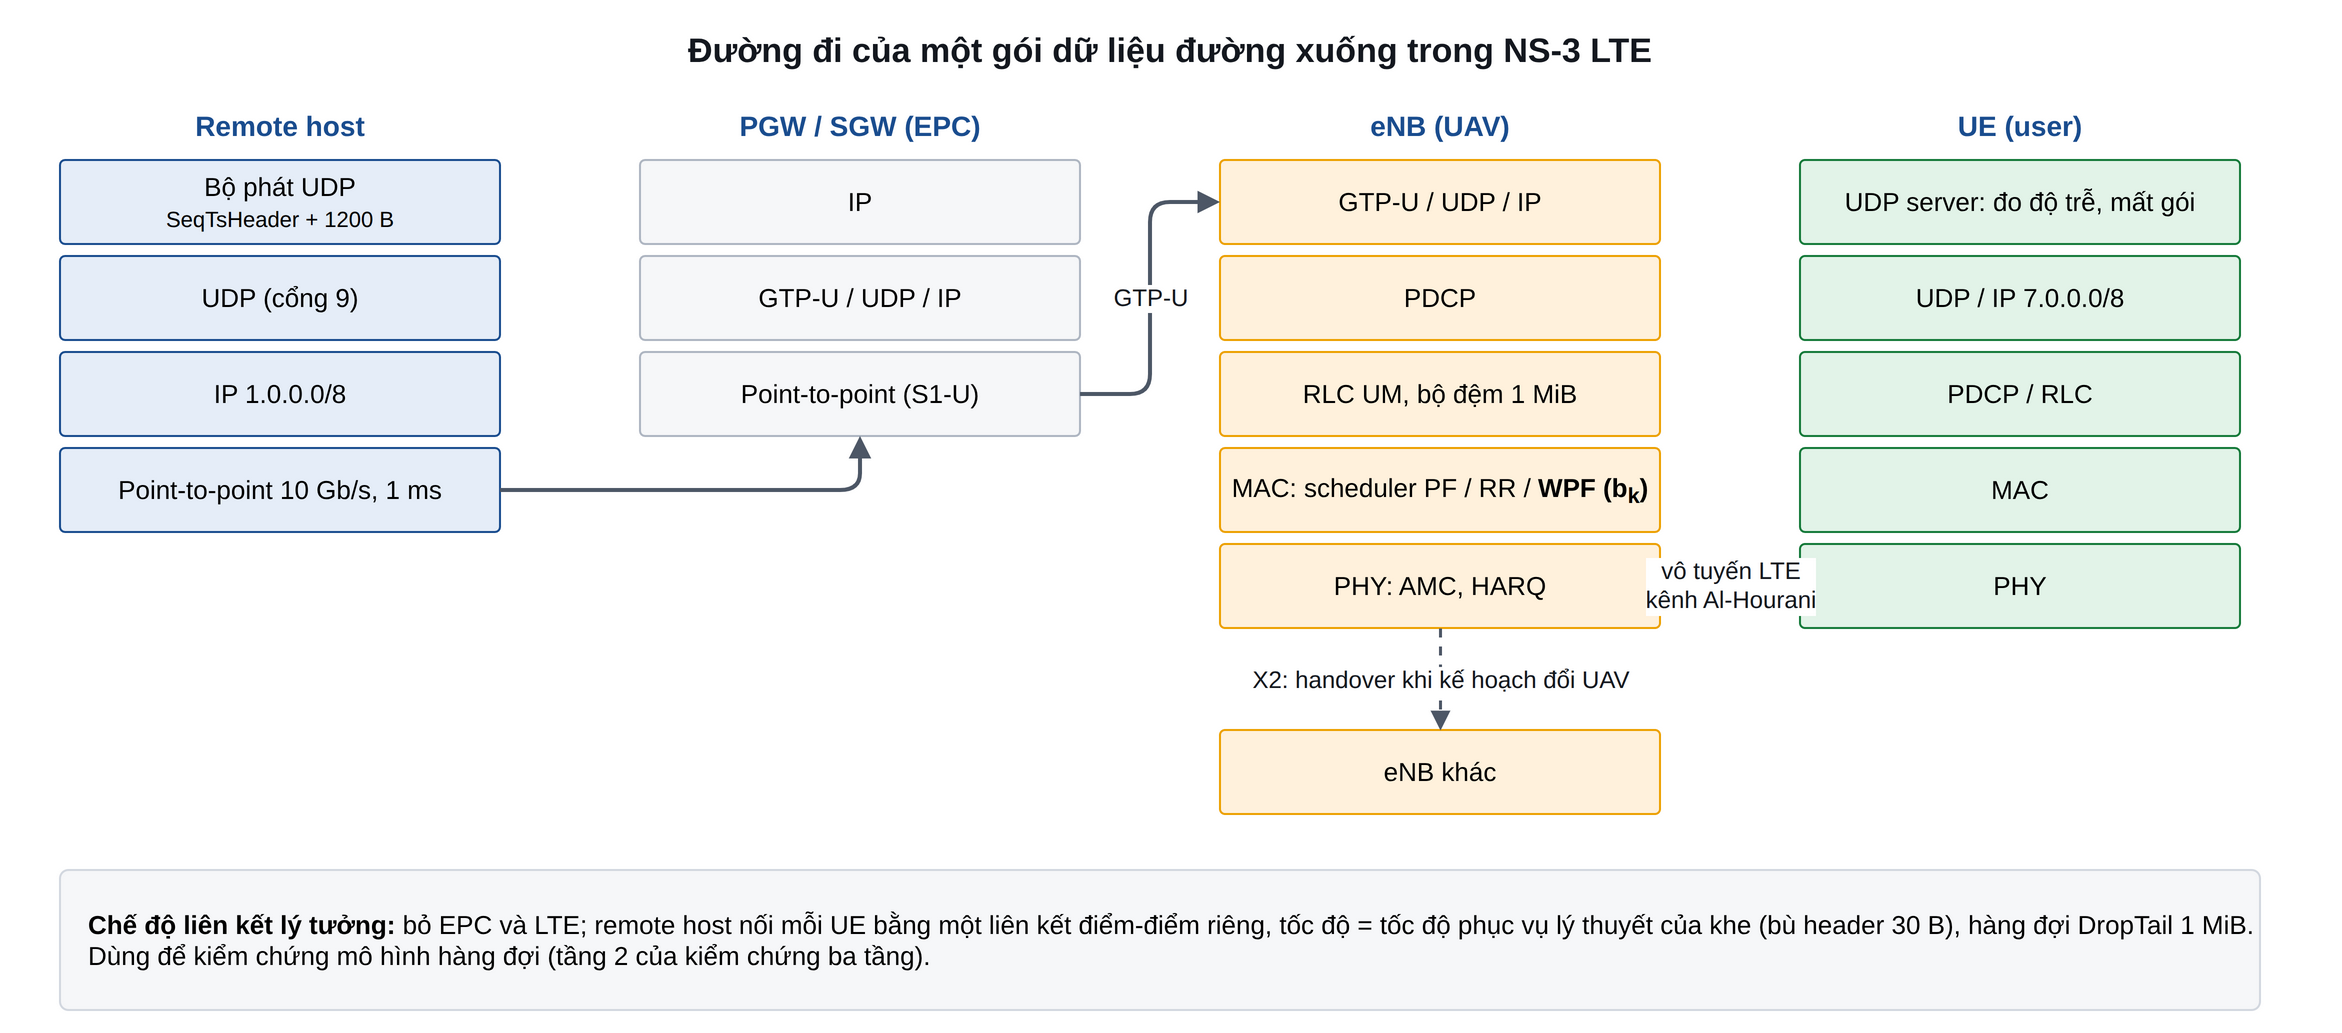 Đường đi của một gói dữ liệu đường xuống trong NS-3 LTE
Remote host
Bộ phát UDP
SeqTsHeader + 1200 B
UDP (cổng 9)
IP 1.0.0.0/8
Point-to-point 10 Gb/s, 1 ms
PGW / SGW (EPC)
IP
GTP-U / UDP / IP
Point-to-point (S1-U)
GTP-U
eNB (UAV)
GTP-U / UDP / IP
PDCP
RLC UM, bộ đệm 1 MiB
MAC: scheduler PF / RR / WPF (bk)
PHY: AMC, HARQ
vô tuyến LTE
kênh Al-Hourani
X2: handover khi kế hoạch đổi UAV
eNB khác
UE (user)
UDP server: đo độ trễ, mất gói
UDP / IP 7.0.0.0/8
PDCP / RLC
MAC
PHY
Chế độ liên kết lý tưởng: bỏ EPC và LTE; remote host nối mỗi UE bằng một liên kết điểm-điểm riêng, tốc độ = tốc độ phục vụ lý thuyết của khe (bù header 30 B), hàng đợi DropTail 1 MiB.
Dùng để kiểm chứng mô hình hàng đợi (tầng 2 của kiểm chứng ba tầng).